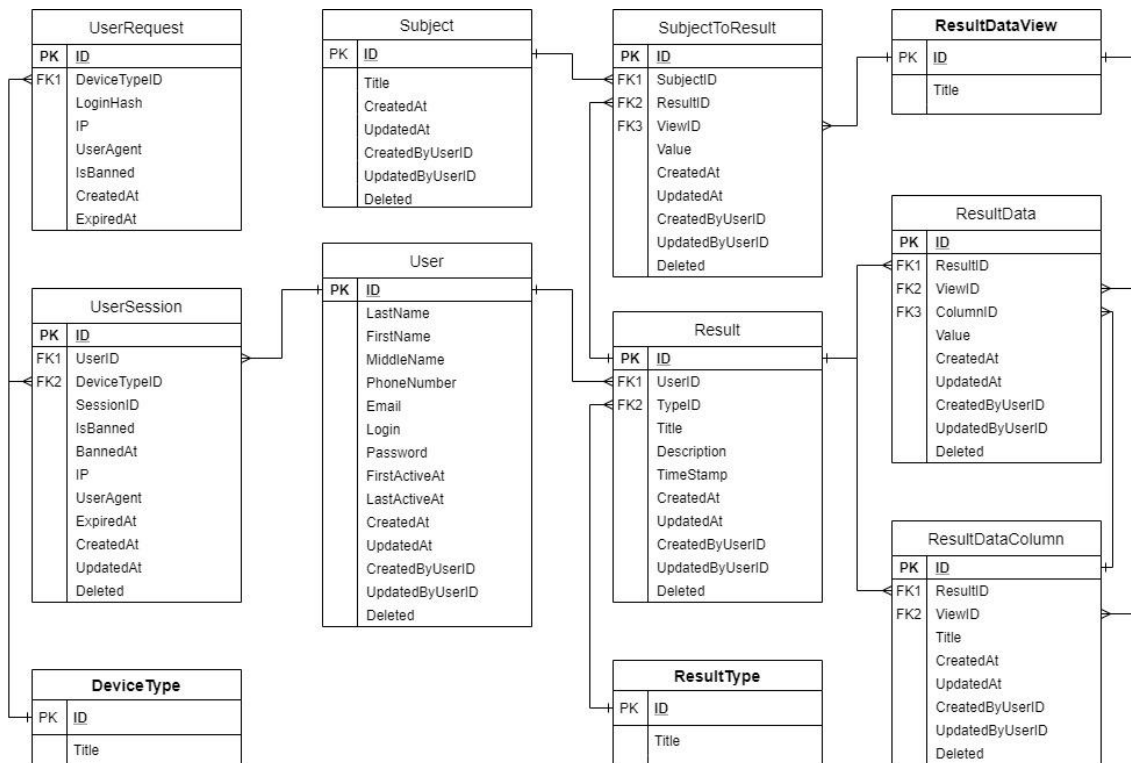 UserRequest
PK ID
FK1 DeviceTypeID
LoginHash
IP
UserAgent
IsBanned
CreatedAt
ExpiredAt
UserSession
PK ID
FK1 UserID
FK2 DeviceTypeID
SessionID
IsBanned
BannedAt
IP
UserAgent
ExpiredAt
CreatedAt
UpdatedAt
Deleted
DeviceType
PK ID
Title
Subject
PK ID
Title
CreatedAt
UpdatedAt
CreatedByUserID
UpdatedByUserID
Deleted
User
PK ID
LastName
FirstName
MiddleName
PhoneNumber
Email
Login
Password
FirstActiveAt
LastActiveAt
CreatedAt
UpdatedAt
CreatedByUserID
UpdatedByUserID
Deleted
SubjectToResult
PK ID
FK1 SubjectID
FK2 ResultID
FK3 ViewID
Value
CreatedAt
UpdatedAt
CreatedByUserID
UpdatedByUserID
Deleted
Result
PK ID
FK1 UserID
FK2 TypeID
Title
Description
TimeStamp
CreatedAt
UpdatedAt
CreatedByUserID
UpdatedByUserID
Deleted
ResultType
PK ID
Title
ResultDataView
PK ID
Title
ResultData
PK ID
FK1 ResultID
FK2 ViewID
FK3 ColumnID
Value
CreatedAt
UpdatedAt
CreatedByUserID
UpdatedByUserID
Deleted
ResultDataColumn
PK ID
FK1 ResultID
FK2 ViewID
Title
CreatedAt
UpdatedAt
CreatedByUserID
UpdatedByUserID
Deleted